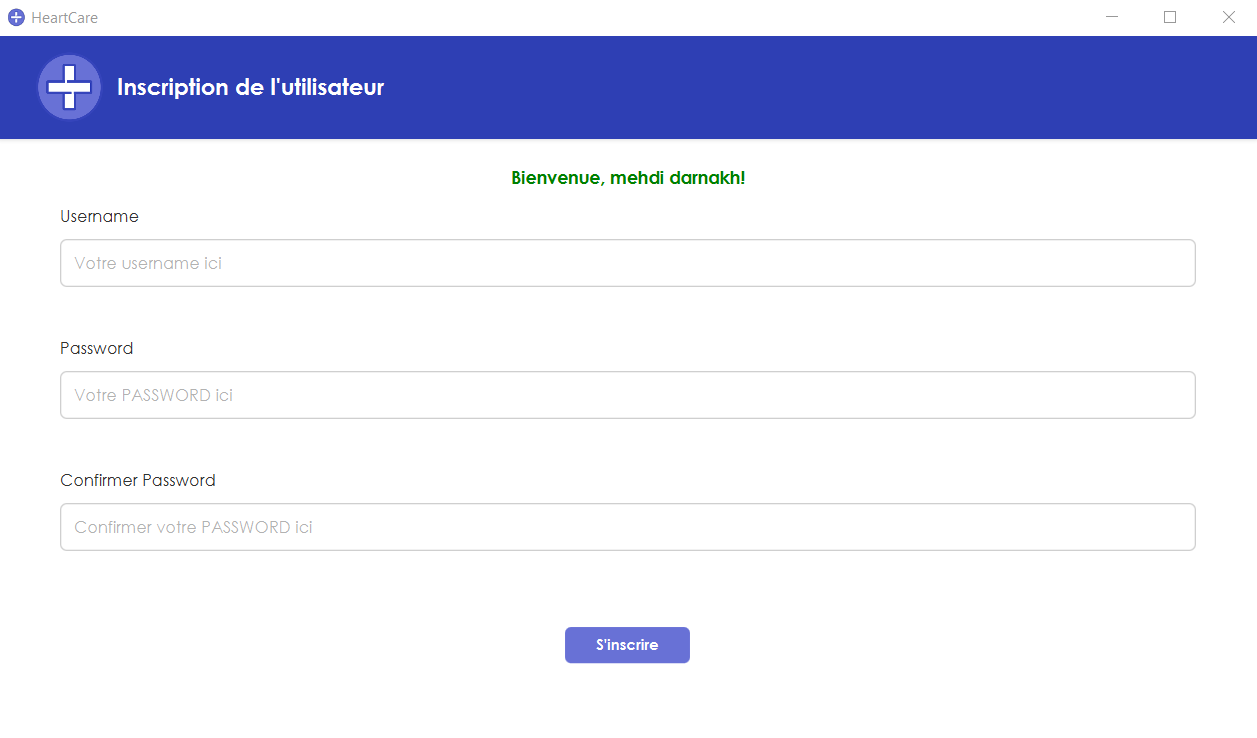 HeartCare
Inscription de l'utilisateur
Bienvenue, mehdi darnakh!
Username
Votre username ici
Password
Votre PASSWORD ici
Confirmer Password
Confirmer votre PASSWORD ici
S'inscrire